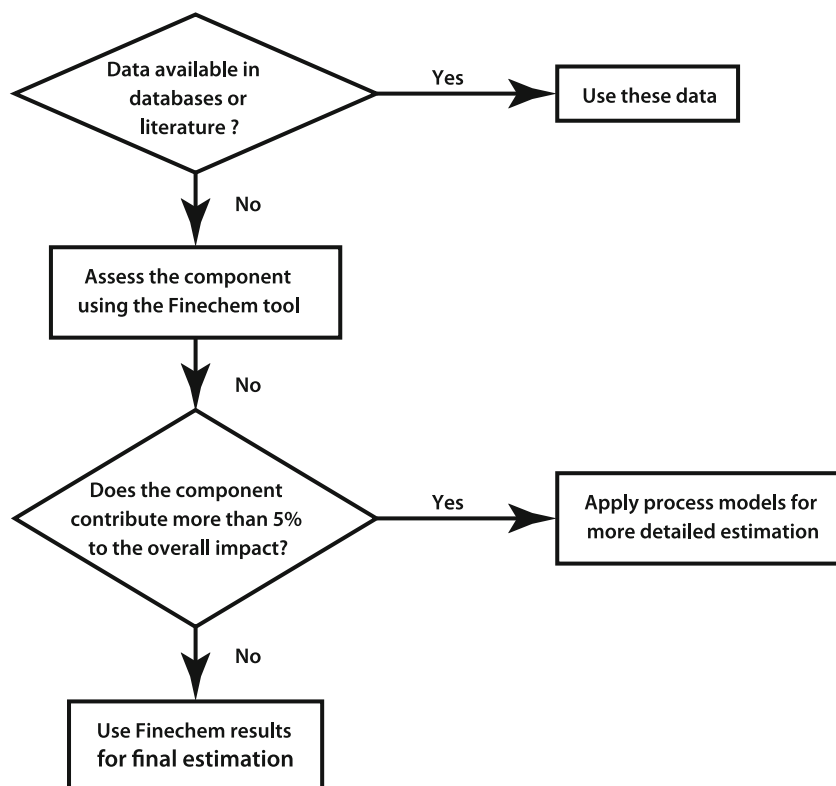 Data available in
databases or
literature ?
Yes
Use these data
No
Assess the component
using the Finechem tool
No
Does the component
contribute more than 5%
to the overall impact?
Yes
Apply process models for
more detailed estimation
No
Use Finechem results
for final estimation